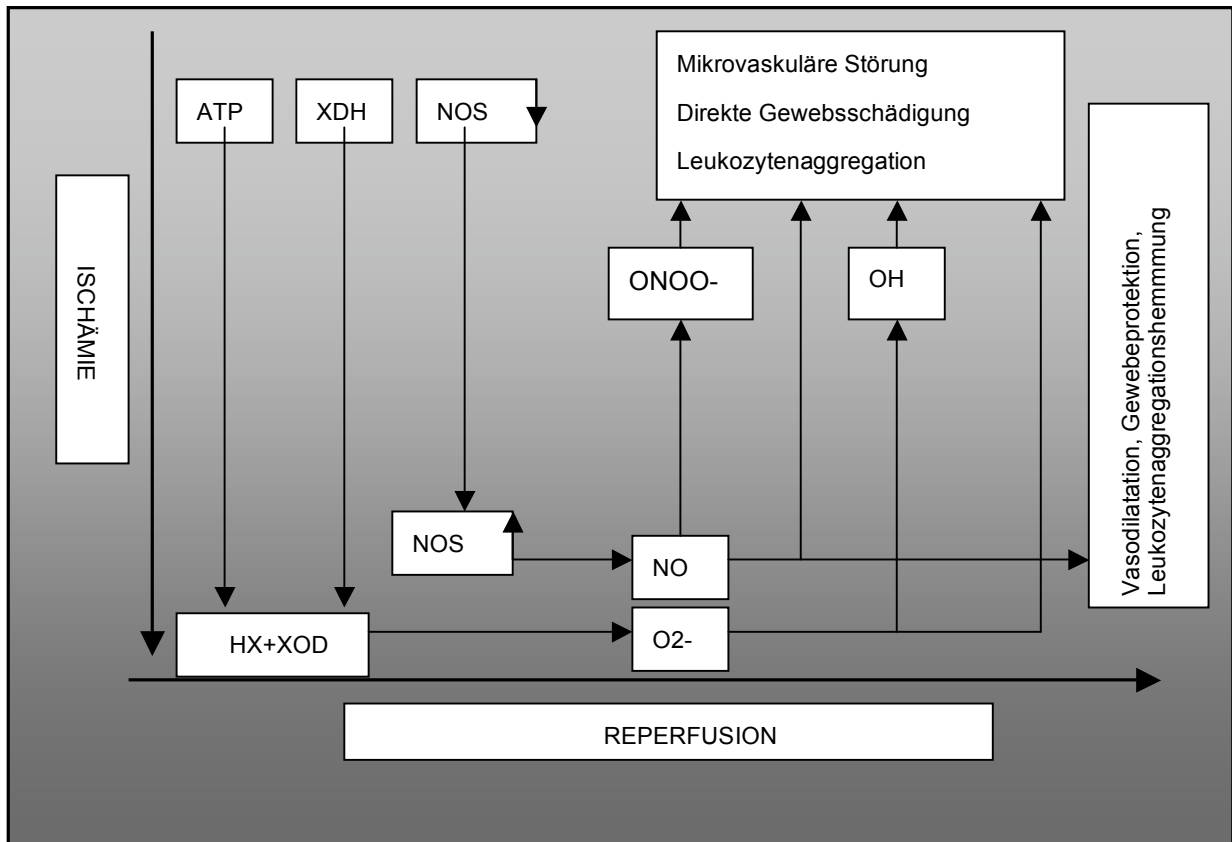 Mikrovaskuläre Störung
Direkte Gewebsschädigung
Leukozytenaggregation
ATP
XDH
NOS
ISCHÄMIE
ONOO-
OH
Vasodilatation, Gewebeprotektion,
Leukozytenaggregationshemmmung
NOS
NO
HX+XOD
O2-
REPERFUSION